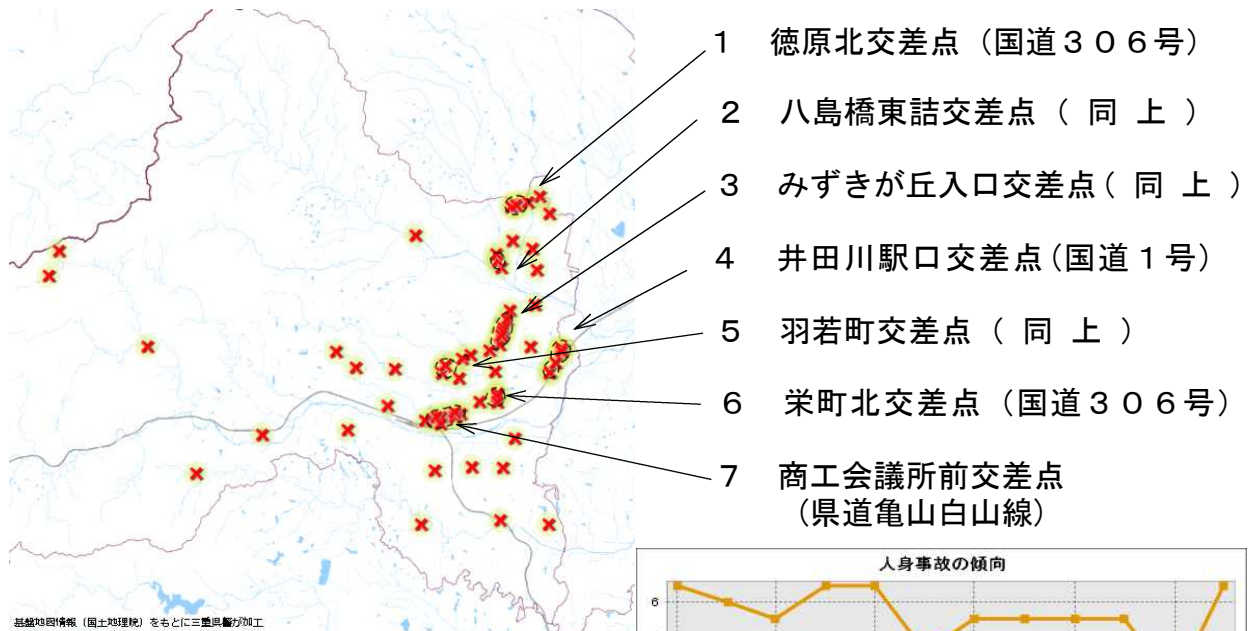 1 徳原北交差点（国道３０６号）
2 八島橋東詰交差点（ 同 上 ）
3 みずきが丘入口交差点( 同 上 )
4 井田川駅口交差点(国道１号)
5 羽若町交差点（ 同 上 ）
6 栄町北交差点（国道３０６号）
7 商工会議所前交差点
（県道亀山白山線）
人身事故の傾向
6
基盤地図情報（国土地理院）をもとに三重県警が加工